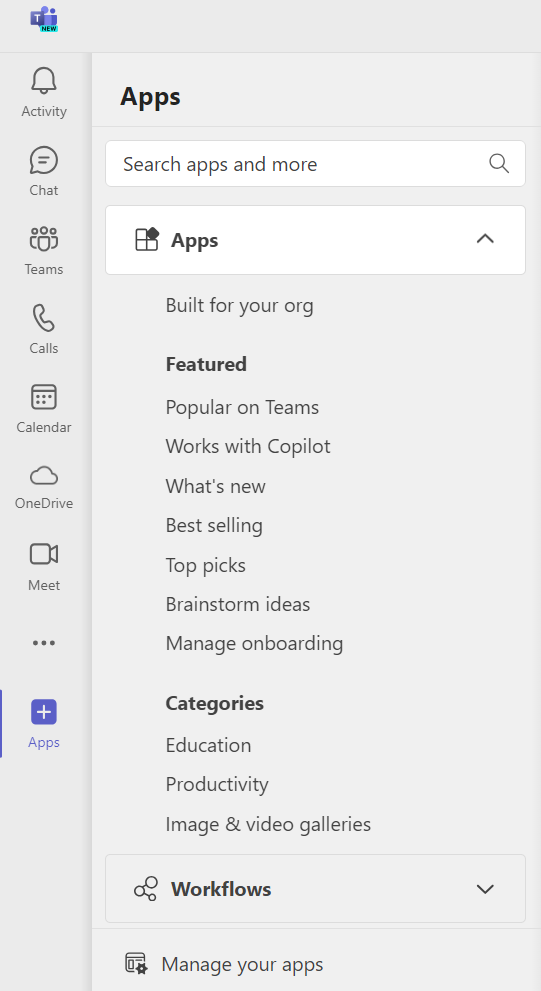 NEW
Activity
Chat
Teams
Calls
Calendar
OneDrive
Meet
Apps
Apps
Search apps and more
Apps
Built for your org
Featured
Popular on Teams
Works with Copilot
What's new
Best selling
Top picks
Brainstorm ideas
Manage onboarding
Categories
Education
Productivity
Image & video galleries
Workflows
Manage your apps